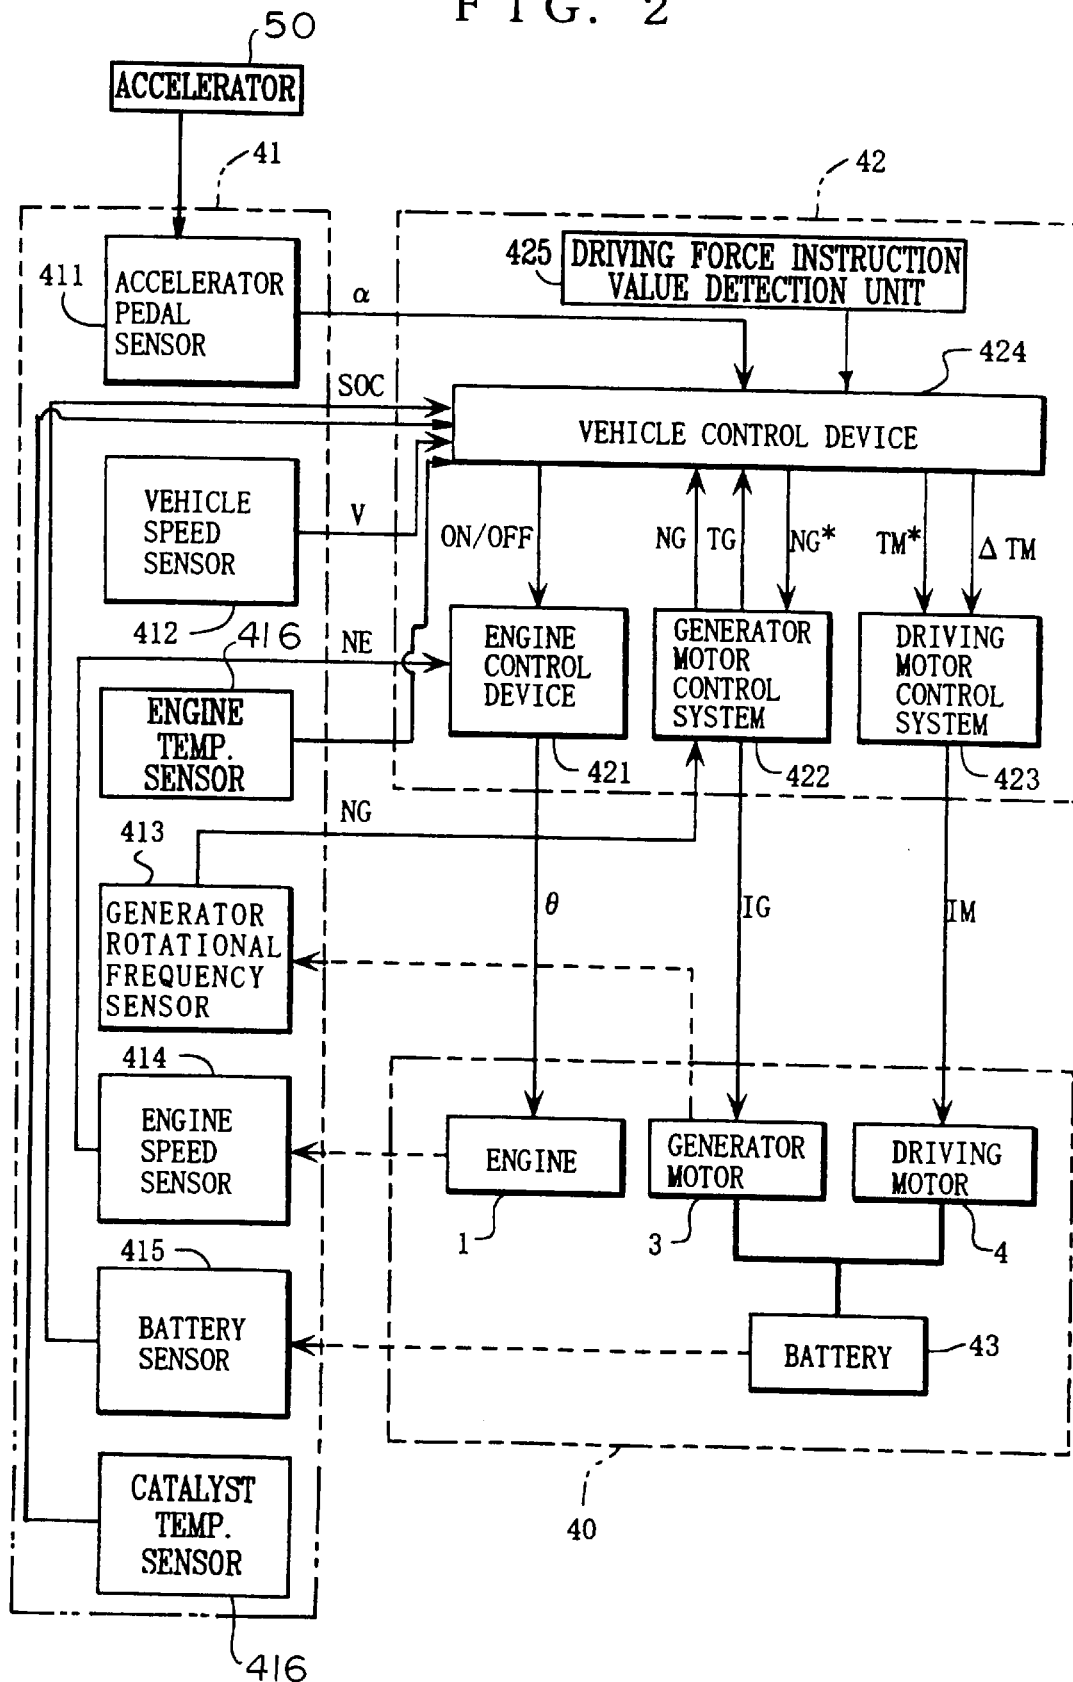 FIG. 2
50
ACCELERATOR
41
42
411
ACCELERATOR
PEDAL
SENSOR
α
425
DRIVING FORCE INSTRUCTION
VALUE DETECTION UNIT
424
SOC
VEHICLE CONTROL DEVICE
VEHICLE
SPEED
SENSOR
412
V
ON/OFF
NG
TG
NG*
TM*
Δ TM
416
NE
ENGINE
CONTROL
DEVICE
421
GENERATOR
MOTOR
CONTROL
SYSTEM
422
DRIVING
MOTOR
CONTROL
SYSTEM
423
ENGINE
TEMP.
SENSOR
NG
413
GENERATOR
ROTATIONAL
FREQUENCY
SENSOR
θ
IG
IM
414
ENGINE
SPEED
SENSOR
ENGINE
1
GENERATOR
MOTOR
3
DRIVING
MOTOR
4
415
BATTERY
SENSOR
BATTERY
43
CATALYST
TEMP.
SENSOR
416
40